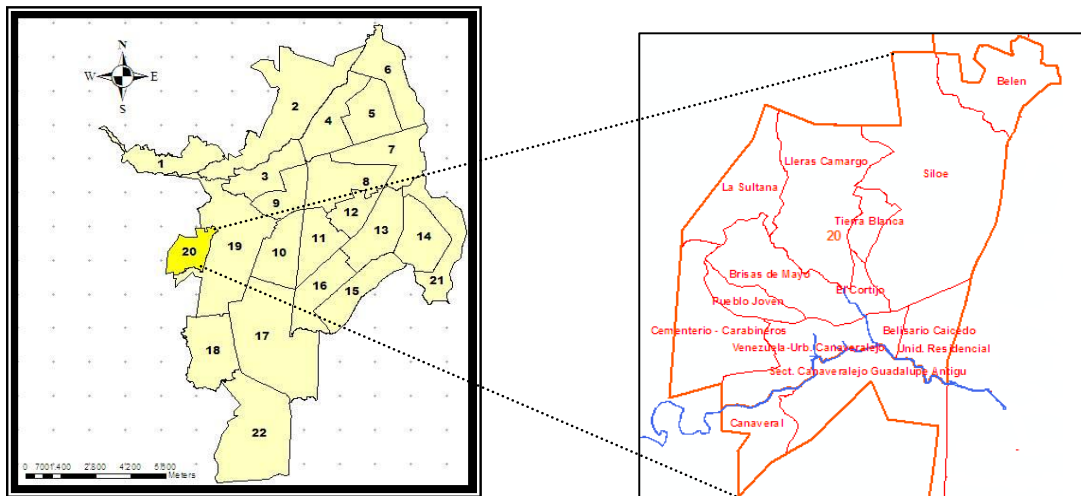 N
W E
S
6
2
5
4
7
1
3
8
9
12
19
13
14
20
10
11
21
16
15
17
18
22
0 700 1.400 2.800 4.200 5.600
Meters
Belen
Lleras Camargo
Siloe
La Sultana
Tierra Blanca
20
Brisas de Mayo
El Cortijo
Pueblo Joven
Cementerio - Carabineros
Belisario Caicedo
Venezuela-Urb. Canaveralejo
Unid. Residencial
Sect. Canaveralejo Guadalupe Antigu
Canaveral